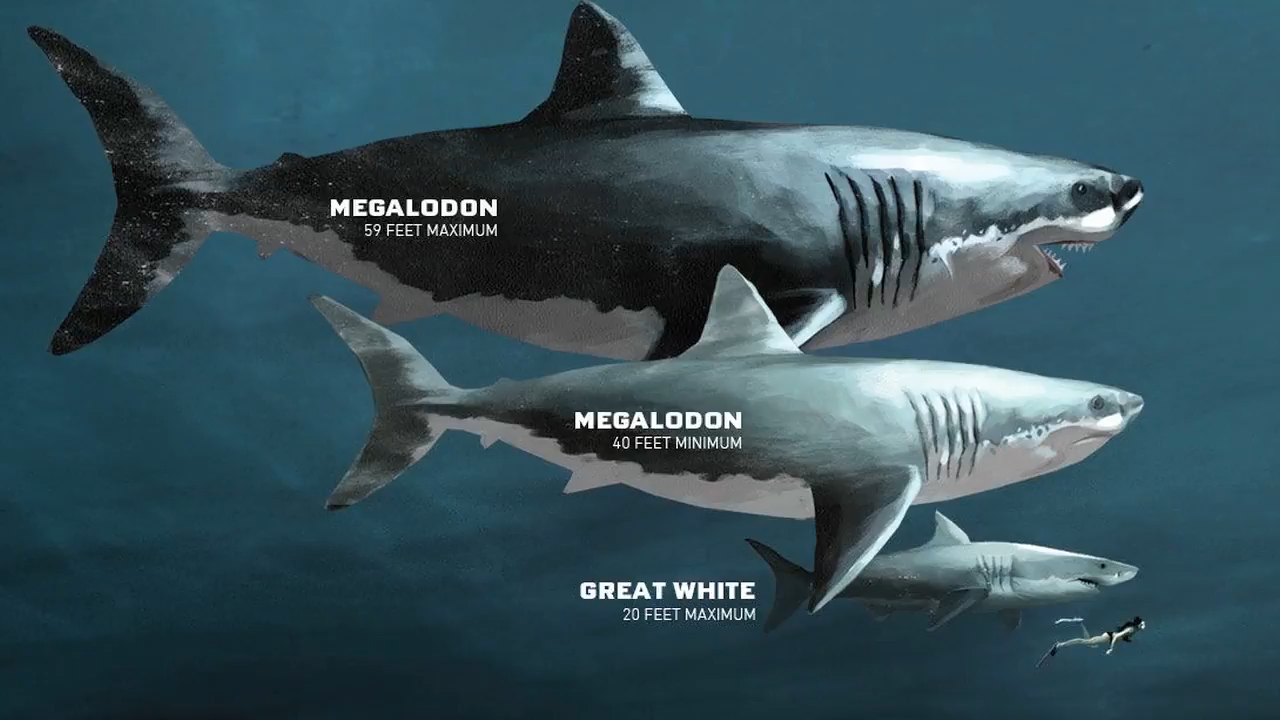 MEGALODON
59 FEET MAXIMUM
MEGALODON
40 FEET MINIMUM
GREAT WHITE
20 FEET MAXIMUM